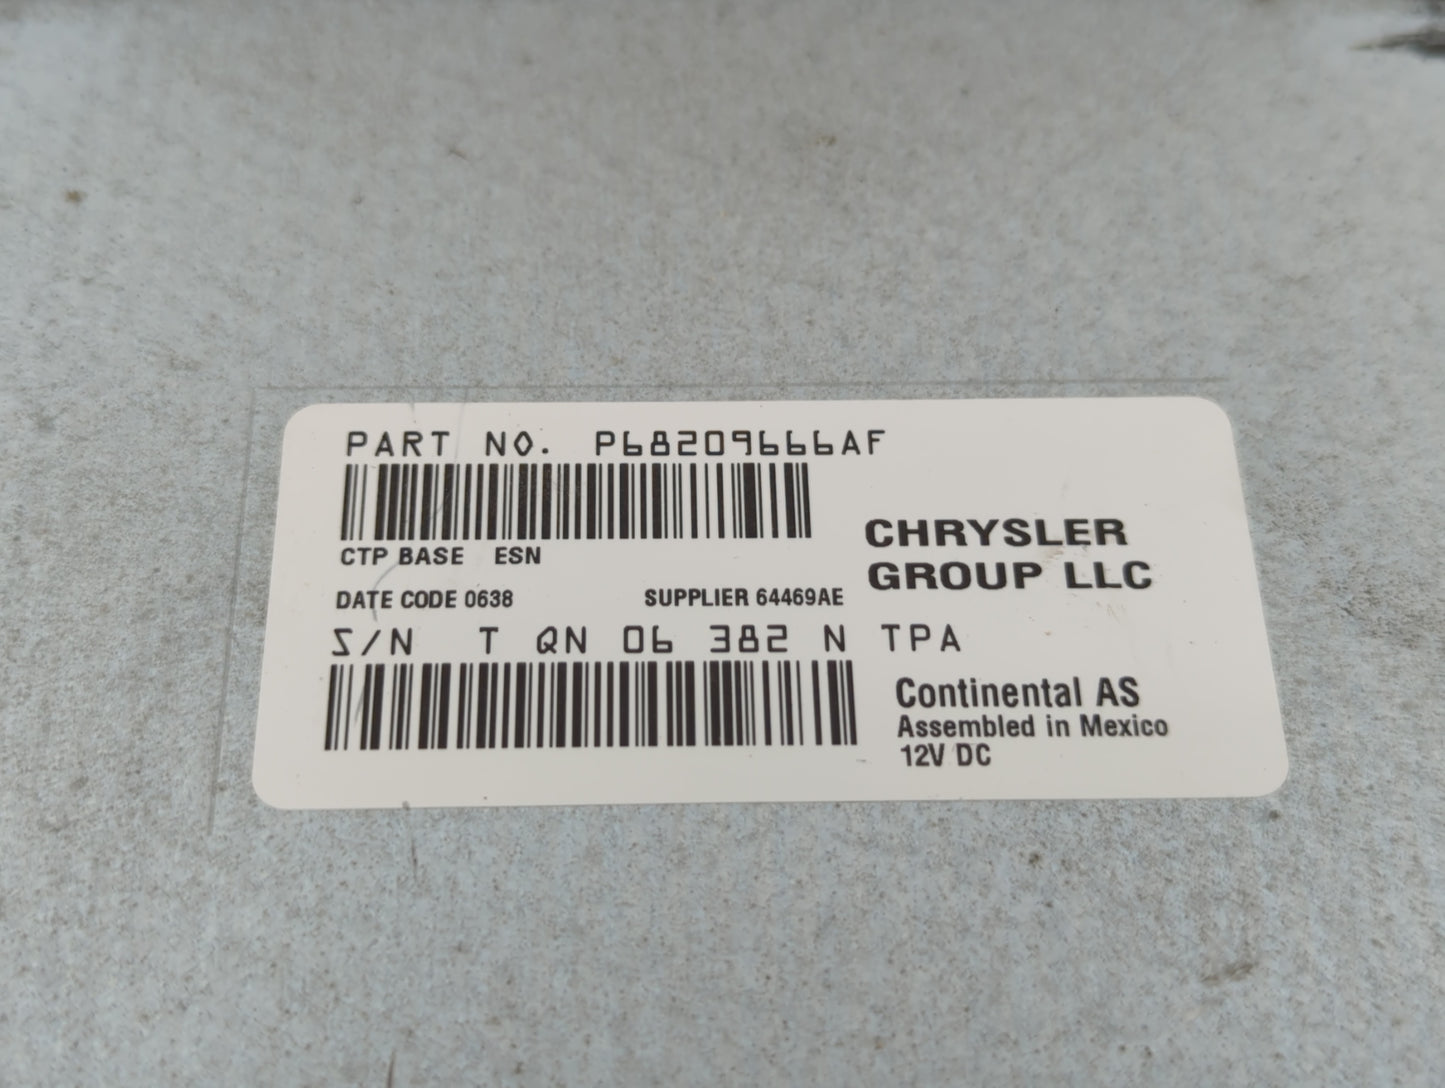 PART NO. P68209666AF
CTP BASE ESN
CHRYSLER
GROUP LLC
DATE CODE 0638 SUPPLIER 64469AE
S/N T QN 06 382 N TPA
Continental AS
Assembled in Mexico
12V DC